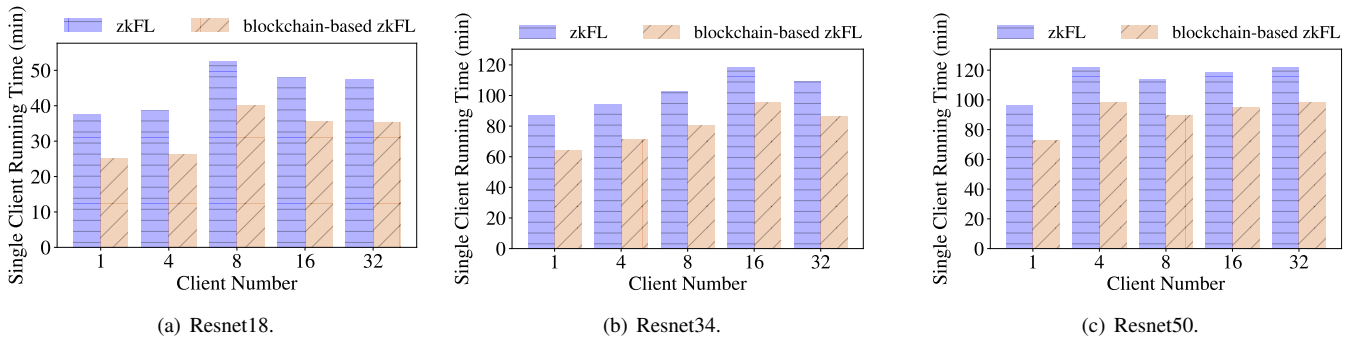 zkFL blockchain-based zkFL
Single Client Running Time (min)
50
40
30
20
10
0
1 4 8 16 32
Client Number
(a) Resnet18.
zkFL blockchain-based zkFL
Single Client Running Time (min)
120
100
80
60
40
20
0
1 4 8 16 32
Client Number
(b) Resnet34.
zkFL blockchain-based zkFL
Single Client Running Time (min)
120
100
80
60
40
20
0
1 4 8 16 32
Client Number
(c) Resnet50.